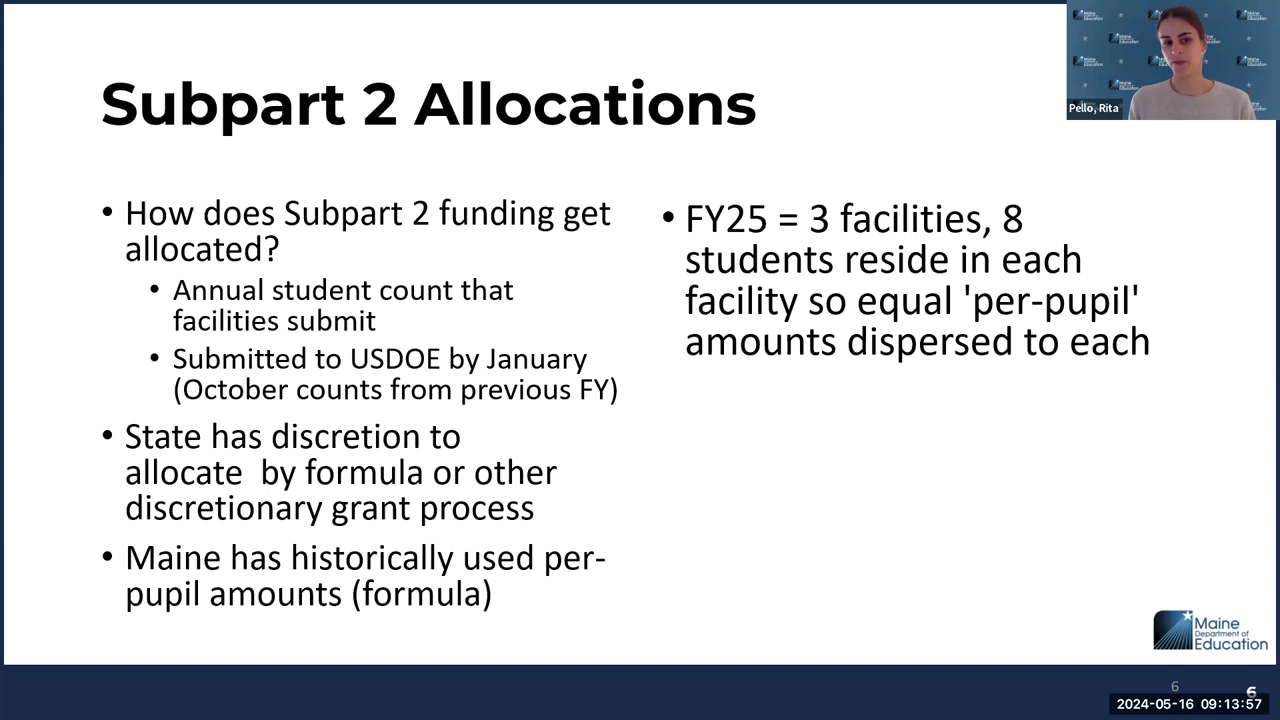 Subpart 2 Allocations
• How does Subpart 2 funding get
allocated?
• Annual student count that
facilities submit
• Submitted to USDOE by January
(October counts from previous FY)
• State has discretion to
allocate  by formula or other
discretionary grant process
• Maine has historically used per-
pupil amounts (formula)
• FY25 = 3 facilities, 8
students reside in each
facility so equal 'per-pupil'
amounts dispersed to each
Pello, Rita
Maine
Department of
Education
6
6
2024-05-16 09:13:57